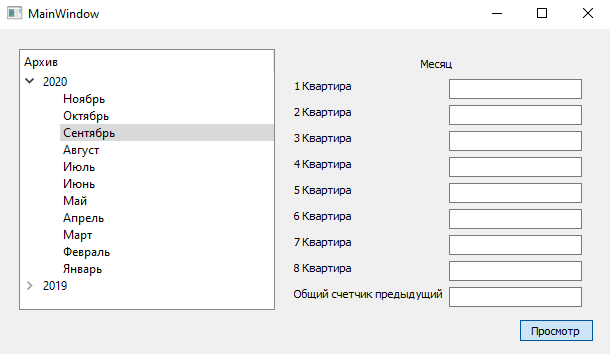 MainWindow
Архив
2020
Ноябрь
Октябрь
Сентябрь
Август
Июль
Июнь
Май
Апрель
Март
Февраль
Январь
2019
Месяц
1 Квартира
2 Квартира
3 Квартира
4 Квартира
5 Квартира
6 Квартира
7 Квартира
8 Квартира
Общий счетчик предыдущий
Просмотр